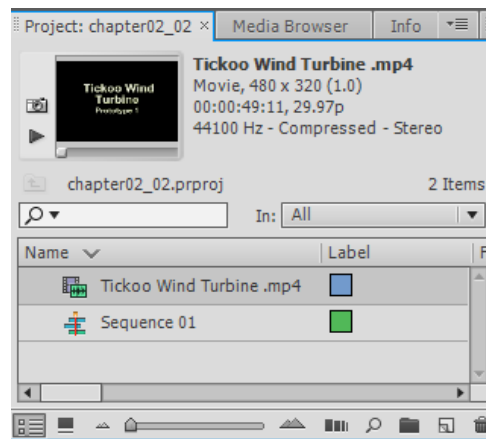 Project: chapter02_02 × Media Browser Info
Tickoo Wind Turbine .mp4
Movie, 480 x 320 (1.0)
00:00:49:11, 29.97p
44100 Hz - Compressed - Stereo
Tickoo Wind
Turbine
Prototype 1
chapter02_02.prproj 2 Items
In: All
Name Label F
Tickoo Wind Turbine .mp4
Sequence 01